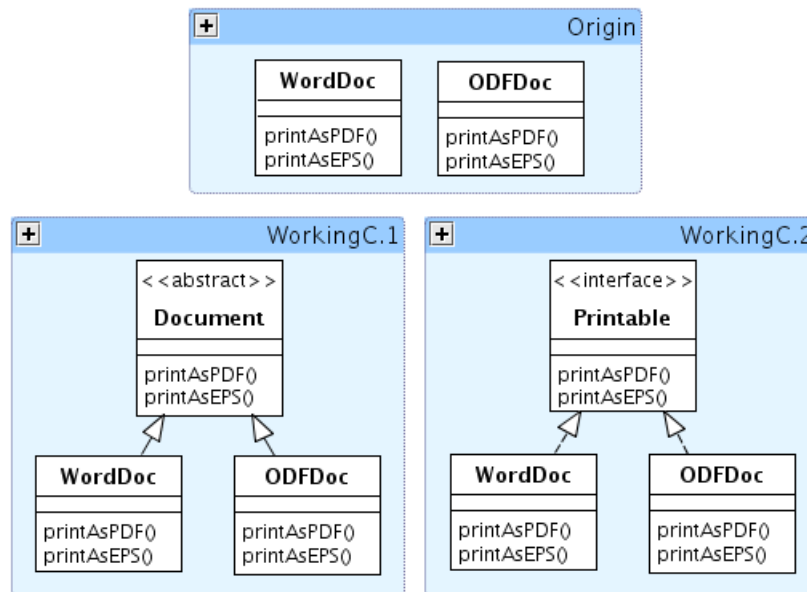 + Origin
WordDoc
printAsPDF()
printAsEPS()
ODFDoc
printAsPDF()
printAsEPS()
+ WorkingC.1
< <abstract> >
Document
printAsPDF()
printAsEPS()
WordDoc
printAsPDF()
printAsEPS()
ODFDoc
printAsPDF()
printAsEPS()
+ WorkingC.2
< <interface> >
Printable
printAsPDF()
printAsEPS()
WordDoc
printAsPDF()
printAsEPS()
ODFDoc
printAsPDF()
printAsEPS()